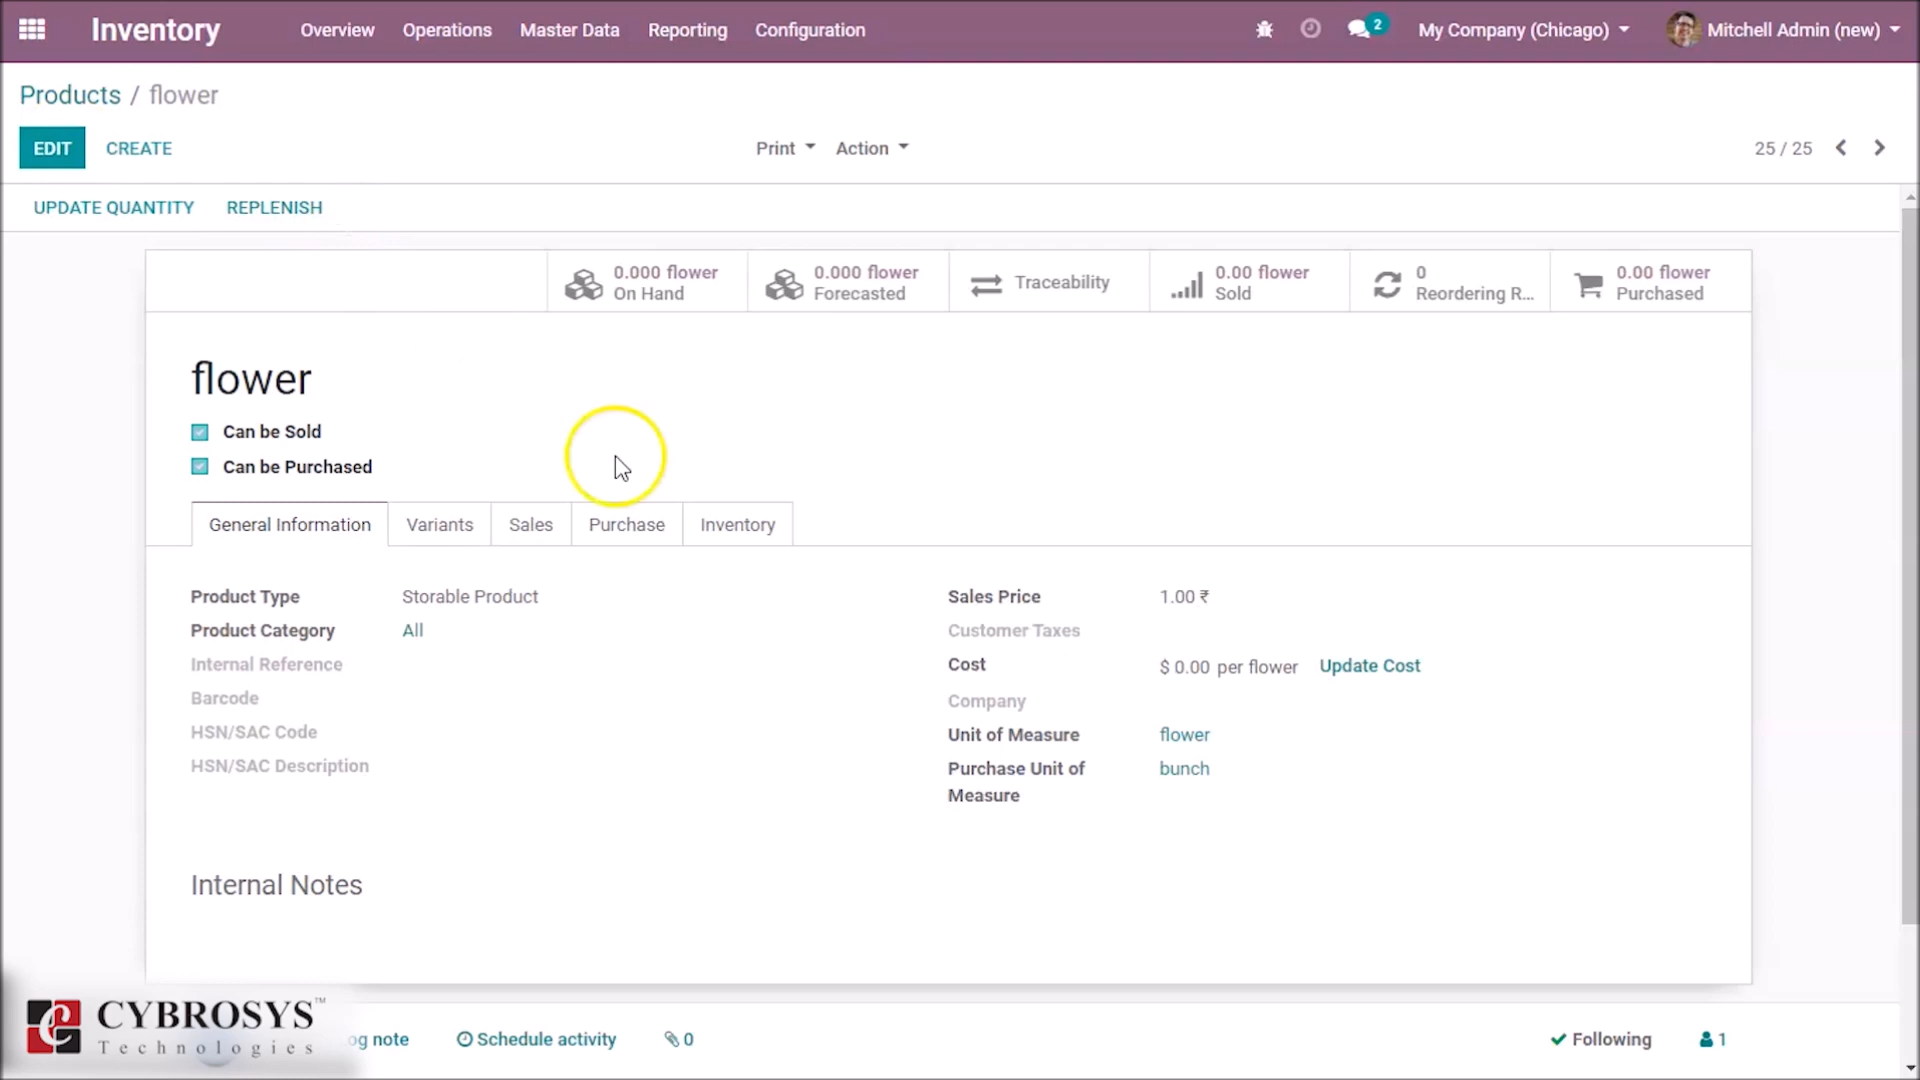 Inventory Overview Operations Master Data Reporting Configuration 2 My Company (Chicago) Mitchell Admin (new)
Products / flower
EDIT CREATE Print Action 25 / 25
UPDATE QUANTITY REPLENISH
0.000 flower
On Hand
0.000 flower
Forecasted
Traceability
0.00 flower
Sold
0
Reordering R...
0.00 flower
Purchased
flower
Can be Sold
Can be Purchased
General Information Variants Sales Purchase Inventory
Product Type Storable Product
Product Category All
Internal Reference
Barcode
HSN/SAC Code
HSN/SAC Description
Sales Price 1.00 ₹
Customer Taxes
Cost $ 0.00 per flower Update Cost
Company
Unit of Measure flower
Purchase Unit of bunch
Measure
Internal Notes
CYBROSYS™
Technologies
og note Schedule activity 0 Following 1